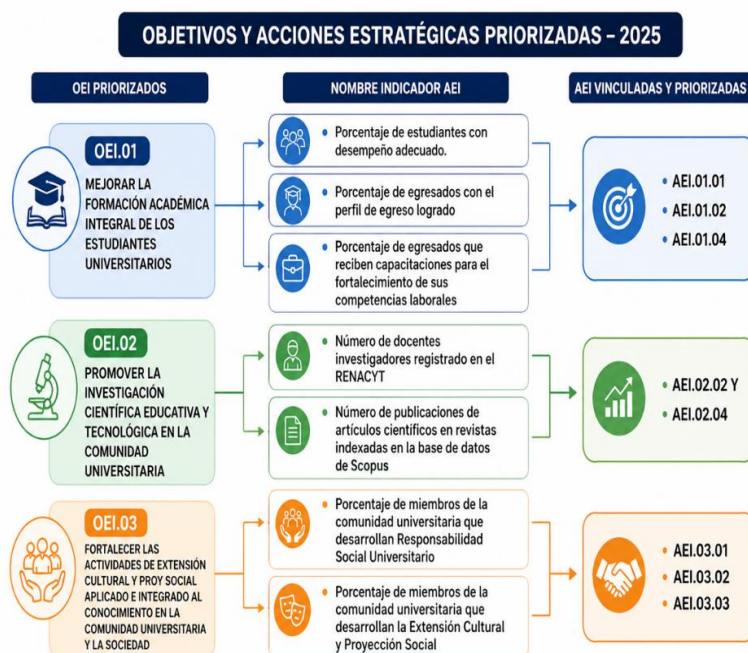 OBJETIVOS Y ACCIONES ESTRATÉGICAS PRIORIZADAS – 2025
OEI PRIORIZADOS
NOMBRE INDICADOR AEI
AEI VINCULADAS Y PRIORIZADAS
OEI.01
MEJORAR LA
FORMACIÓN ACADÉMICA
INTEGRAL DE LOS
ESTUDIANTES
UNIVERSITARIOS
• Porcentaje de estudiantes con
desempeño adecuado.
• Porcentaje de egresados con el
perfil de egreso logrado
• Porcentaje de egresados que
reciben capacitaciones para el
fortalecimiento de sus
competencias laborales
• AEI.01.01
• AEI.01.02
• AEI.01.04
OEI.02
PROMOVER LA
INVESTIGACIÓN
CIENTÍFICA EDUCATIVA Y
TECNOLÓGICA EN LA
COMUNIDAD
UNIVERSITARIA
• Número de docentes
investigadores registrado en el
RENACYT
• Número de publicaciones de
artículos científicos en revistas
indexadas en la base de datos
de Scopus
• AEI.02.02 Y
• AEI.02.04
OEI.03
FORTALECER LAS
ACTIVIDADES DE EXTENSIÓN
CULTURAL Y PROY SOCIAL
APLICADO E INTEGRADO AL
CONOCIMIENTO EN LA
COMUNIDAD UNIVERSITARIA
Y LA SOCIEDAD
• Porcentaje de miembros de la
comunidad universitaria que
desarrollan Responsabilidad
Social Universitario
• Porcentaje de miembros de la
comunidad universitaria que
desarrollan la Extensión Cultural
y Proyección Social
• AEI.03.01
• AEI.03.02
• AEI.03.03